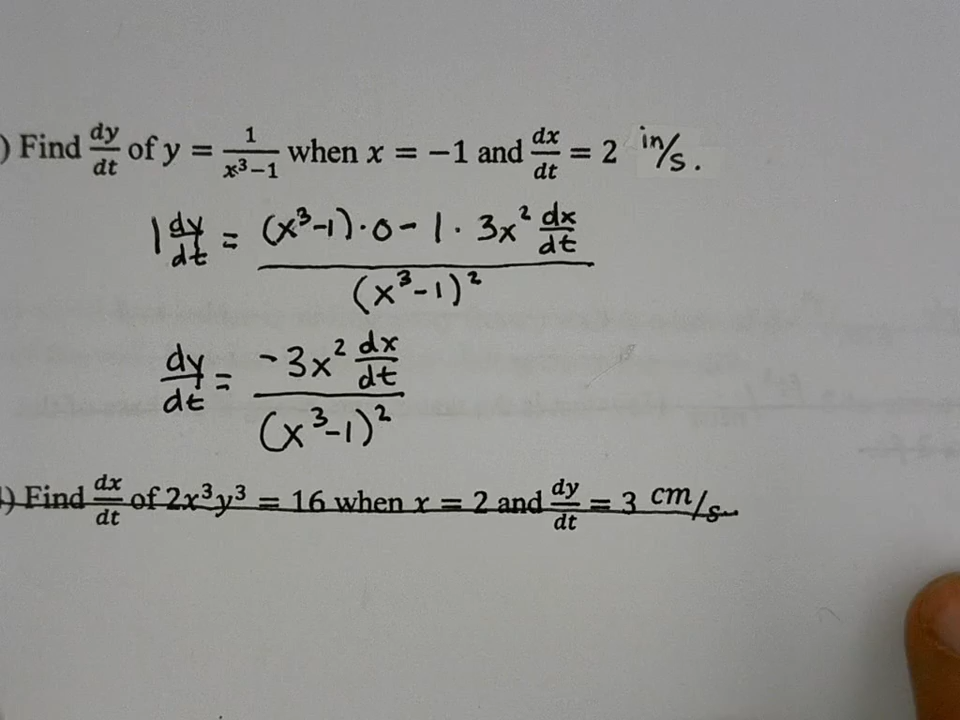 ) Find dy/dt of y = 1/(x³−1) when x = −1 and dx/dt = 2 in/s.
1 dy/dt = ((x³-1)·0 - 1·3x² dx/dt)/(x³-1)²
dy/dt = (-3x² dx/dt)/(x³-1)²
) Find dx/dt of 2x³y³ = 16 when x = 2 and dy/dt = 3 cm/s